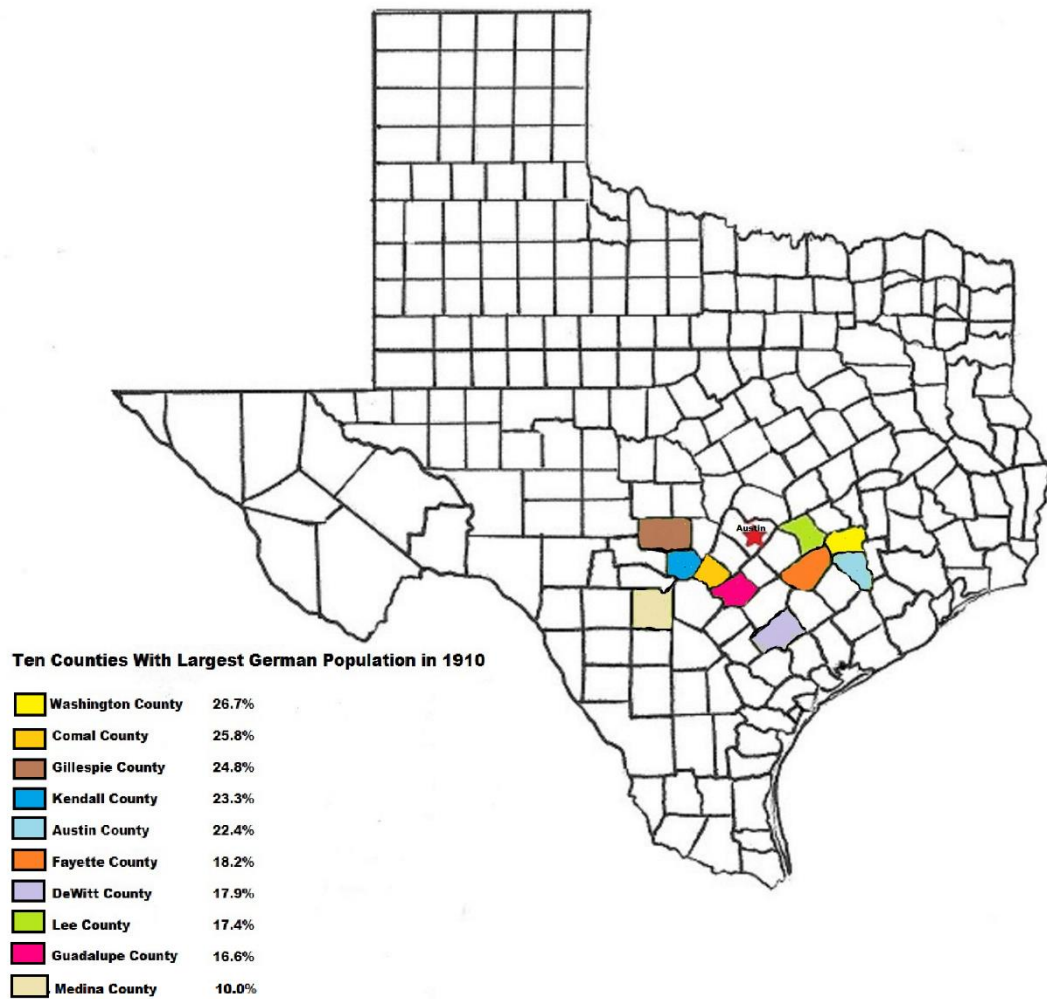 Austin
Ten Counties With Largest German Population in 1910
Washington County 26.7%
Comal County 25.8%
Gillespie County 24.8%
Kendall County 23.3%
Austin County 22.4%
Fayette County 18.2%
DeWitt County 17.9%
Lee County 17.4%
Guadalupe County 16.6%
Medina County 10.0%